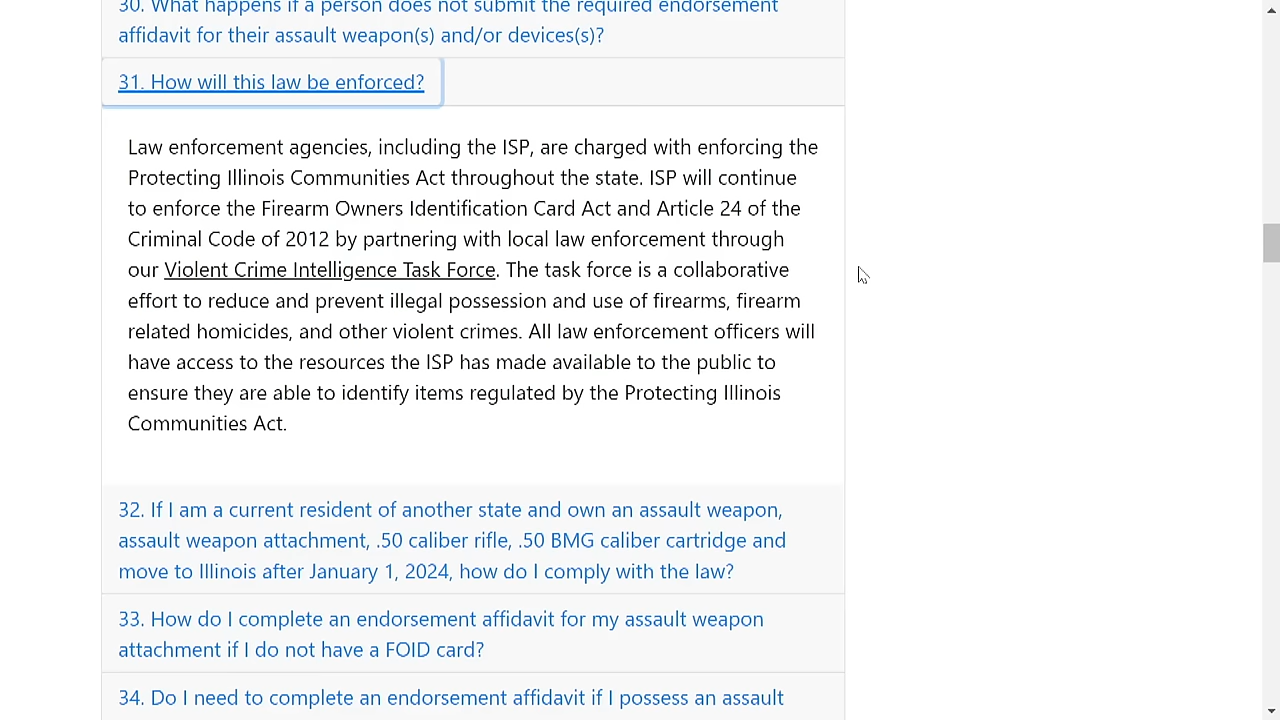 30. What happens if a person does not submit the required endorsement
affidavit for their assault weapon(s) and/or devices(s)?
31. How will this law be enforced?
Law enforcement agencies, including the ISP, are charged with enforcing the
Protecting Illinois Communities Act throughout the state. ISP will continue
to enforce the Firearm Owners Identification Card Act and Article 24 of the
Criminal Code of 2012 by partnering with local law enforcement through
our Violent Crime Intelligence Task Force. The task force is a collaborative
effort to reduce and prevent illegal possession and use of firearms, firearm
related homicides, and other violent crimes. All law enforcement officers will
have access to the resources the ISP has made available to the public to
ensure they are able to identify items regulated by the Protecting Illinois
Communities Act.
32. If I am a current resident of another state and own an assault weapon,
assault weapon attachment, .50 caliber rifle, .50 BMG caliber cartridge and
move to Illinois after January 1, 2024, how do I comply with the law?
33. How do I complete an endorsement affidavit for my assault weapon
attachment if I do not have a FOID card?
34. Do I need to complete an endorsement affidavit if I possess an assault